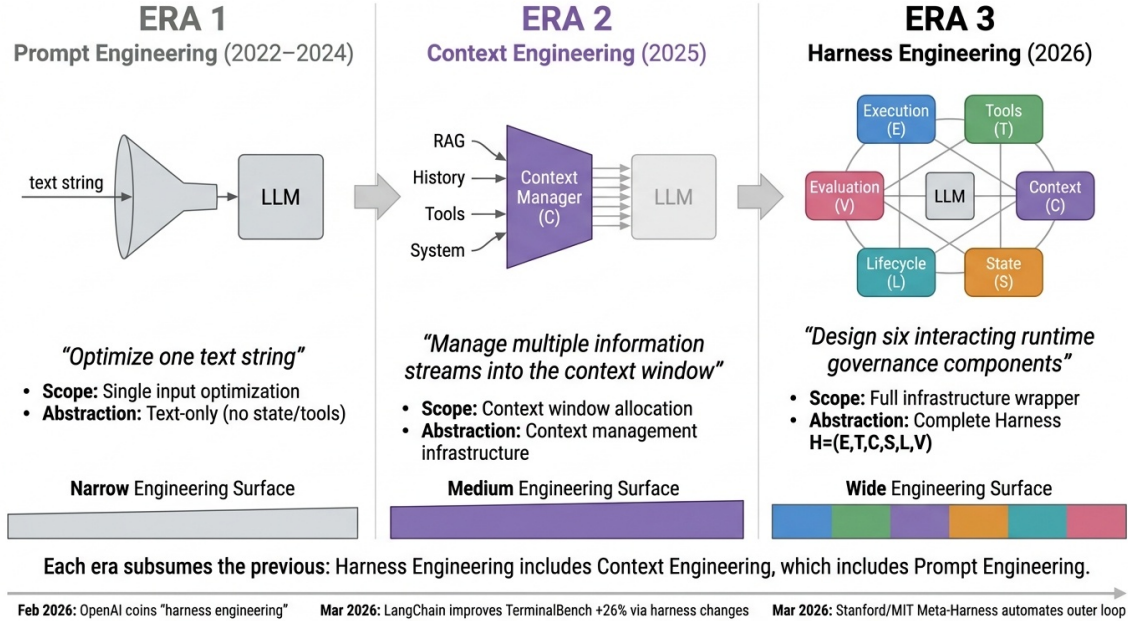 ERA 1
Prompt Engineering (2022–2024)
text string
LLM
“Optimize one text string”
• Scope: Single input optimization
• Abstraction: Text-only (no state/tools)
Narrow Engineering Surface
ERA 2
Context Engineering (2025)
RAG
History
Tools
System
Context
Manager
(C)
LLM
“Manage multiple information
streams into the context window”
• Scope: Context window allocation
• Abstraction: Context management
infrastructure
Medium Engineering Surface
ERA 3
Harness Engineering (2026)
Execution
(E)
Tools
(T)
Evaluation
(V)
LLM
Context
(C)
Lifecycle
(L)
State
(S)
“Design six interacting runtime
governance components”
• Scope: Full infrastructure wrapper
• Abstraction: Complete Harness
H=(E,T,C,S,L,V)
Wide Engineering Surface
Each era subsumes the previous: Harness Engineering includes Context Engineering, which includes Prompt Engineering.
Feb 2026: OpenAI coins “harness engineering”
Mar 2026: LangChain improves TerminalBench +26% via harness changes
Mar 2026: Stanford/MIT Meta-Harness automates outer loop